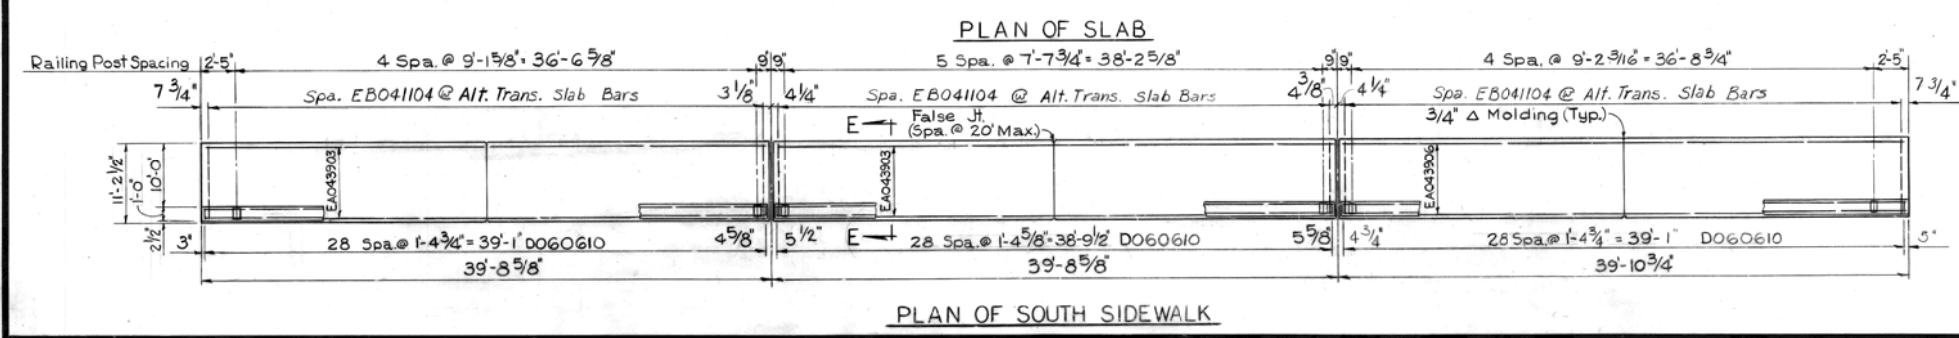 PLAN OF SLAB
Railing Post Spacing 2'-5" 4 Spa. @ 9'-1 5/8" = 36'-6 5/8" 9" 9" 5 Spa. @ 7'-7 3/4" = 38'-2 5/8" 9" 9" 4 Spa. @ 9'-2 3/16" = 36'-8 3/4" 2'-5"
7 3/4" Spa. EB041104 @ Alt. Trans. Slab Bars 3 1/8" 4 1/4" Spa. EB041104 @ Alt. Trans. Slab Bars 4 3/8" 4 1/4" Spa. EB041104 @ Alt. Trans. Slab Bars 7 3/4"
E False Jt. 3/4" Δ Molding (Typ.)
(Spa. @ 20' Max.)
11'-2 1/2" 1'-0" 10'-0" EA043903 EA043903 EA043906
2 1/2" 3" 28 Spa. @ 1'-4 3/4" = 39'-1" D060610 4 5/8" 5 1/2" E 28 Spa. @ 1'-4 5/8" = 38'-9 1/2" D060610 5 5/8" 4 3/4" 28 Spa. @ 1'-4 3/4" = 39'-1" D060610 5"
39'-8 5/8" 39'-8 5/8" 39'-10 3/4"
PLAN OF SOUTH SIDEWALK